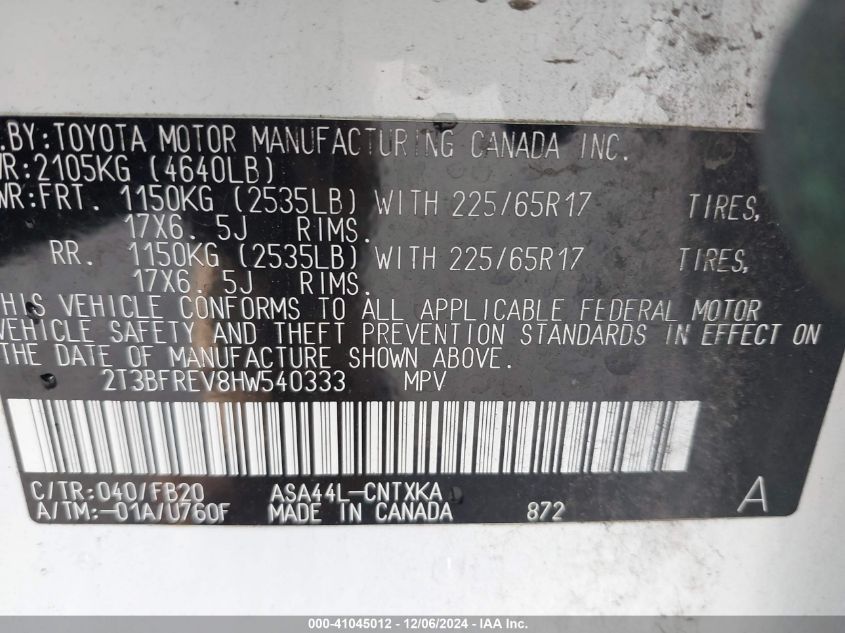 .BY:TOYOTA MOTOR MANUFACTURING CANADA INC.
WR:2105KG (4640LB)
WR:FRT. 1150KG (2535LB) WITH 225/65R17 TIRES,
17X6. 5J RIMS.
RR. 1150KG (2535LB) WITH 225/65R17 TIRES,
17X6. 5J RIMS.
HIS VEHICLE CONFORMS TO ALL APPLICABLE FEDERAL MOTOR
VEHICLE SAFETY AND THEFT PREVENTION STANDARDS IN EFFECT ON
THE DATE OF MANUFACTURE SHOWN ABOVE.
2T3BFREV8HW540333 MPV
C/TR:040/FB20 ASA44L-CNTXKA A
A/TM:-01A/U760F MADE IN CANADA 872
000-41045012 - 12/06/2024 - IAA Inc.